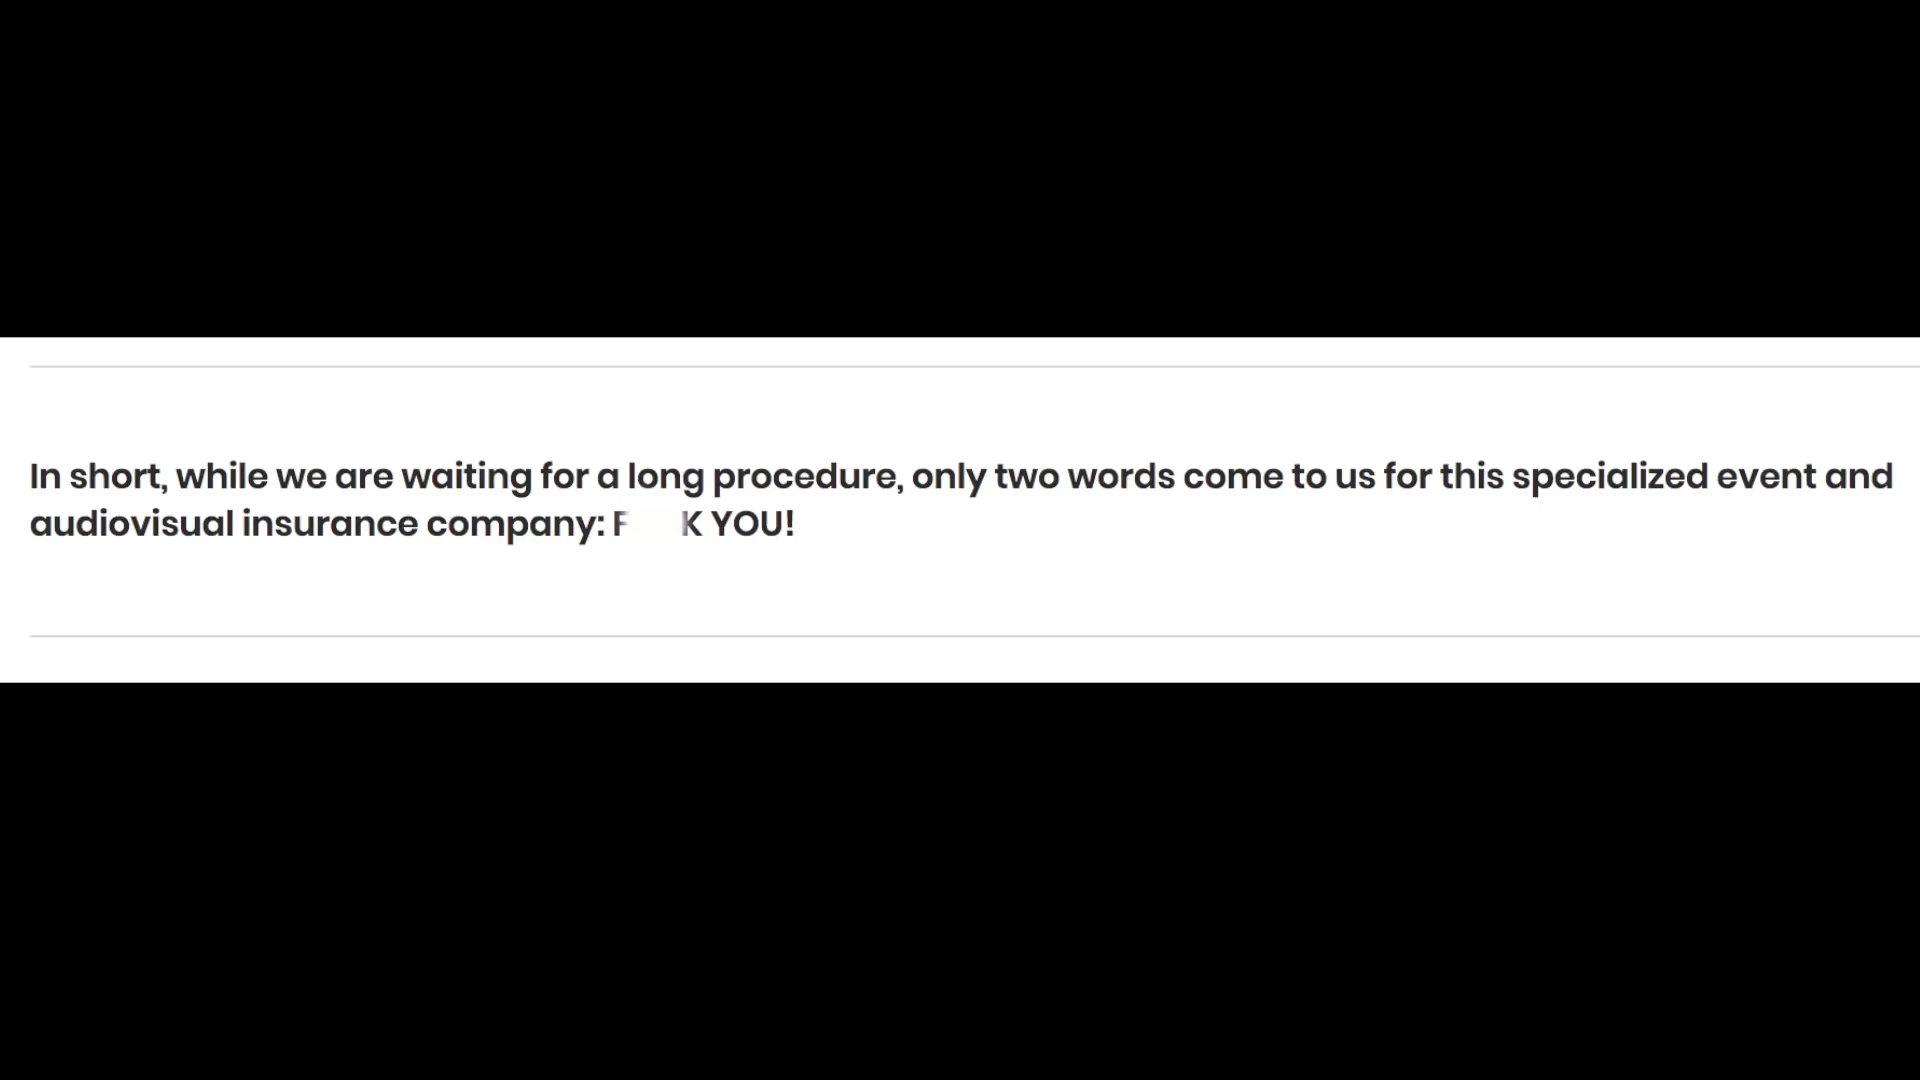 In short, while we are waiting for a long procedure, only two words come to us for this specialized event and
audiovisual insurance company: F K YOU!